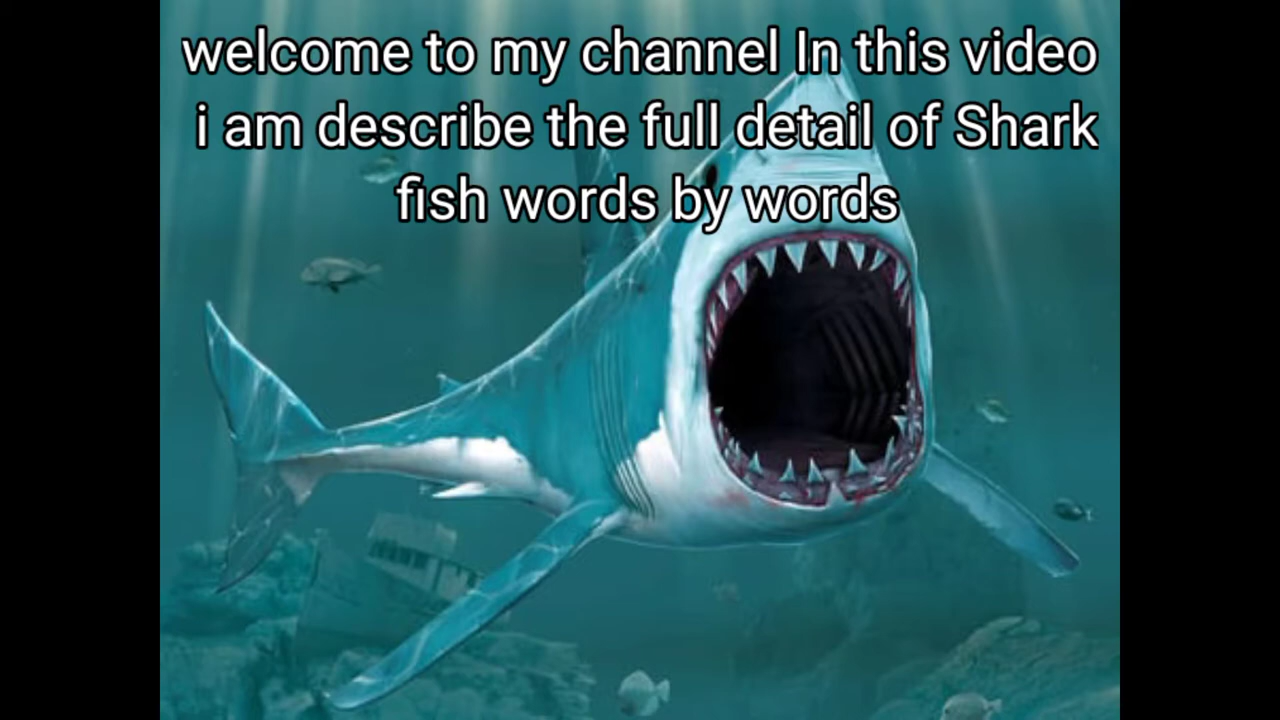 welcome to my channel In this video
i am describe the full detail of Shark
fish words by words